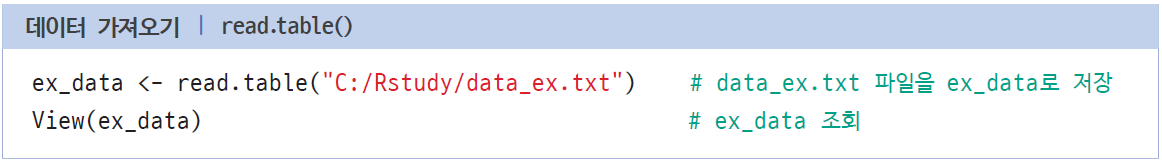 데이터 가져오기 | read.table()
ex_data <- read.table("C:/Rstudy/data_ex.txt") # data_ex.txt 파일을 ex_data로 저장
View(ex_data) # ex_data 조회